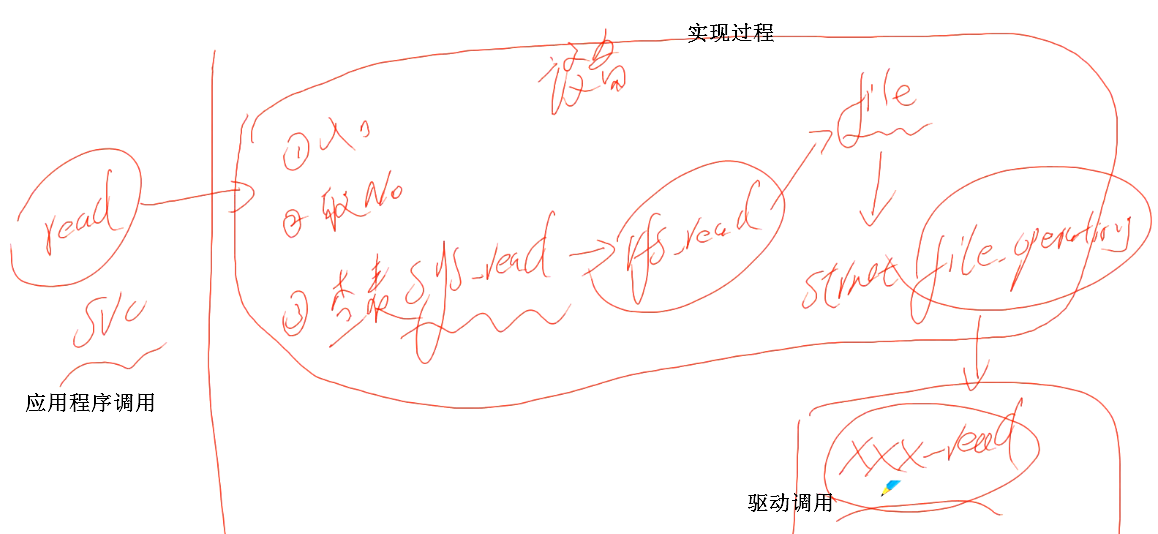 实现过程
设备
file
① 入口
read
② 取No
③ 查表 sys_read
vfs_read
struct file_operations
svc
应用程序调用
xxx_read
驱动调用